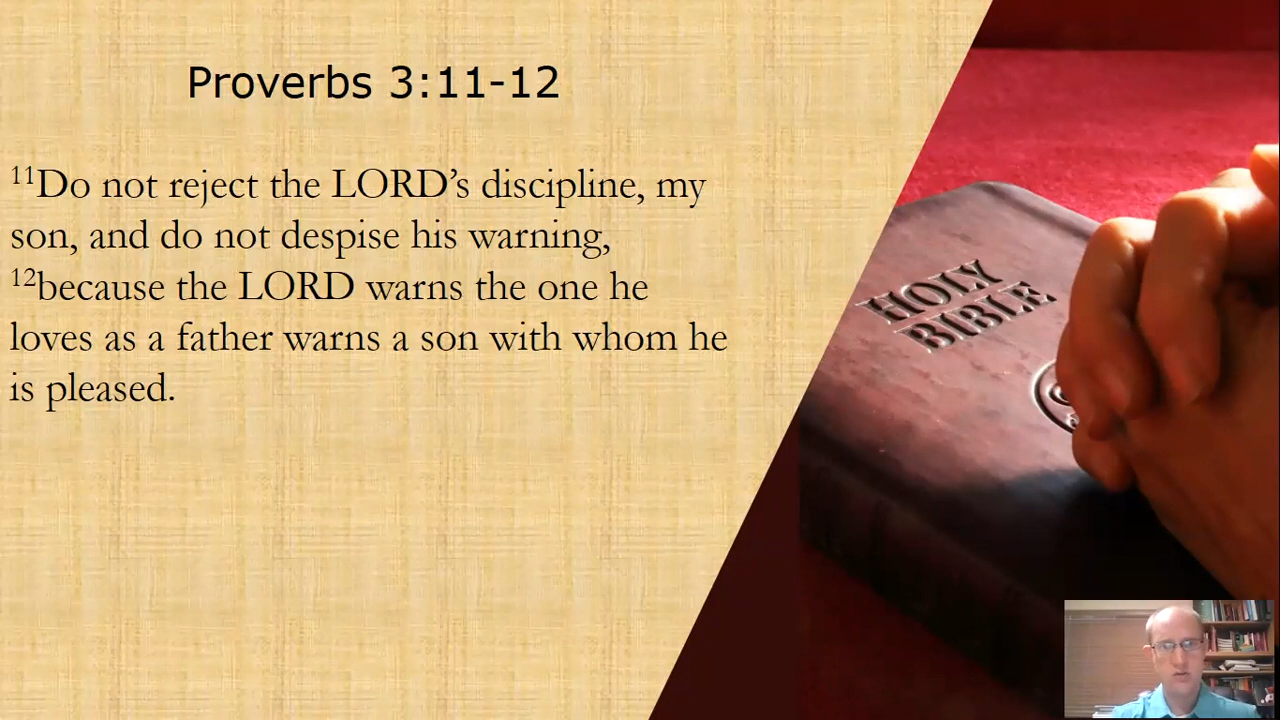 Proverbs 3:11-12
¹¹Do not reject the LORD’s discipline, my
son, and do not despise his warning,
¹²because the LORD warns the one he
loves as a father warns a son with whom he
is pleased.
HOLY
BIBLE